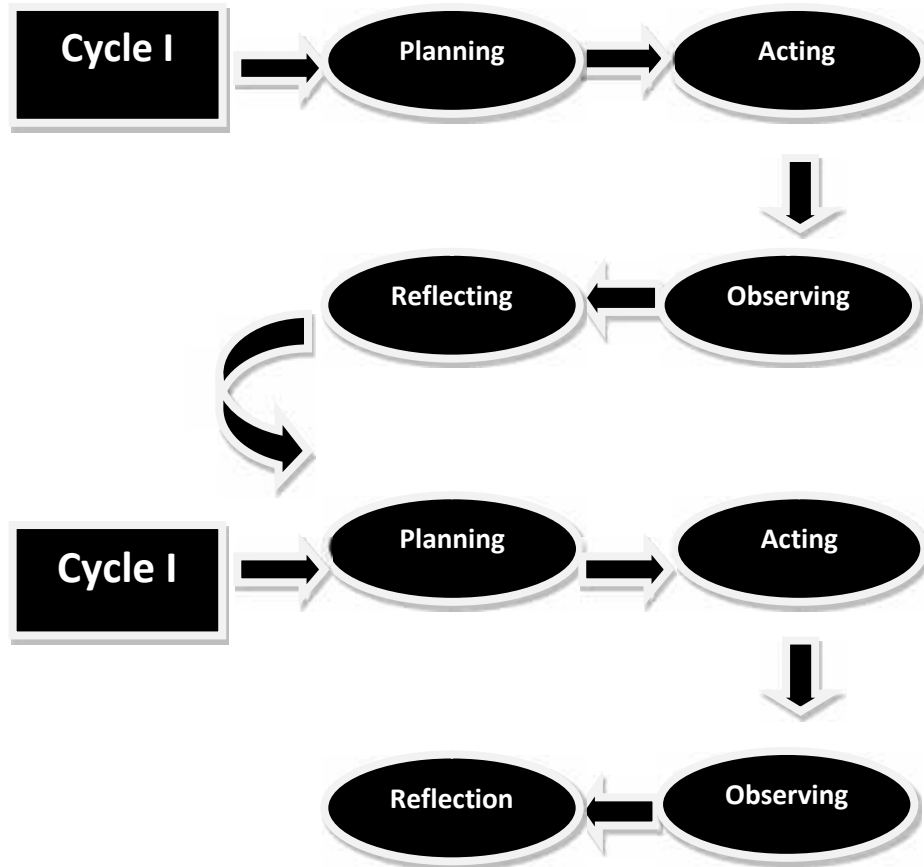 Cycle I
Planning
Acting
Observing
Reflecting
Cycle I
Planning
Acting
Observing
Reflection